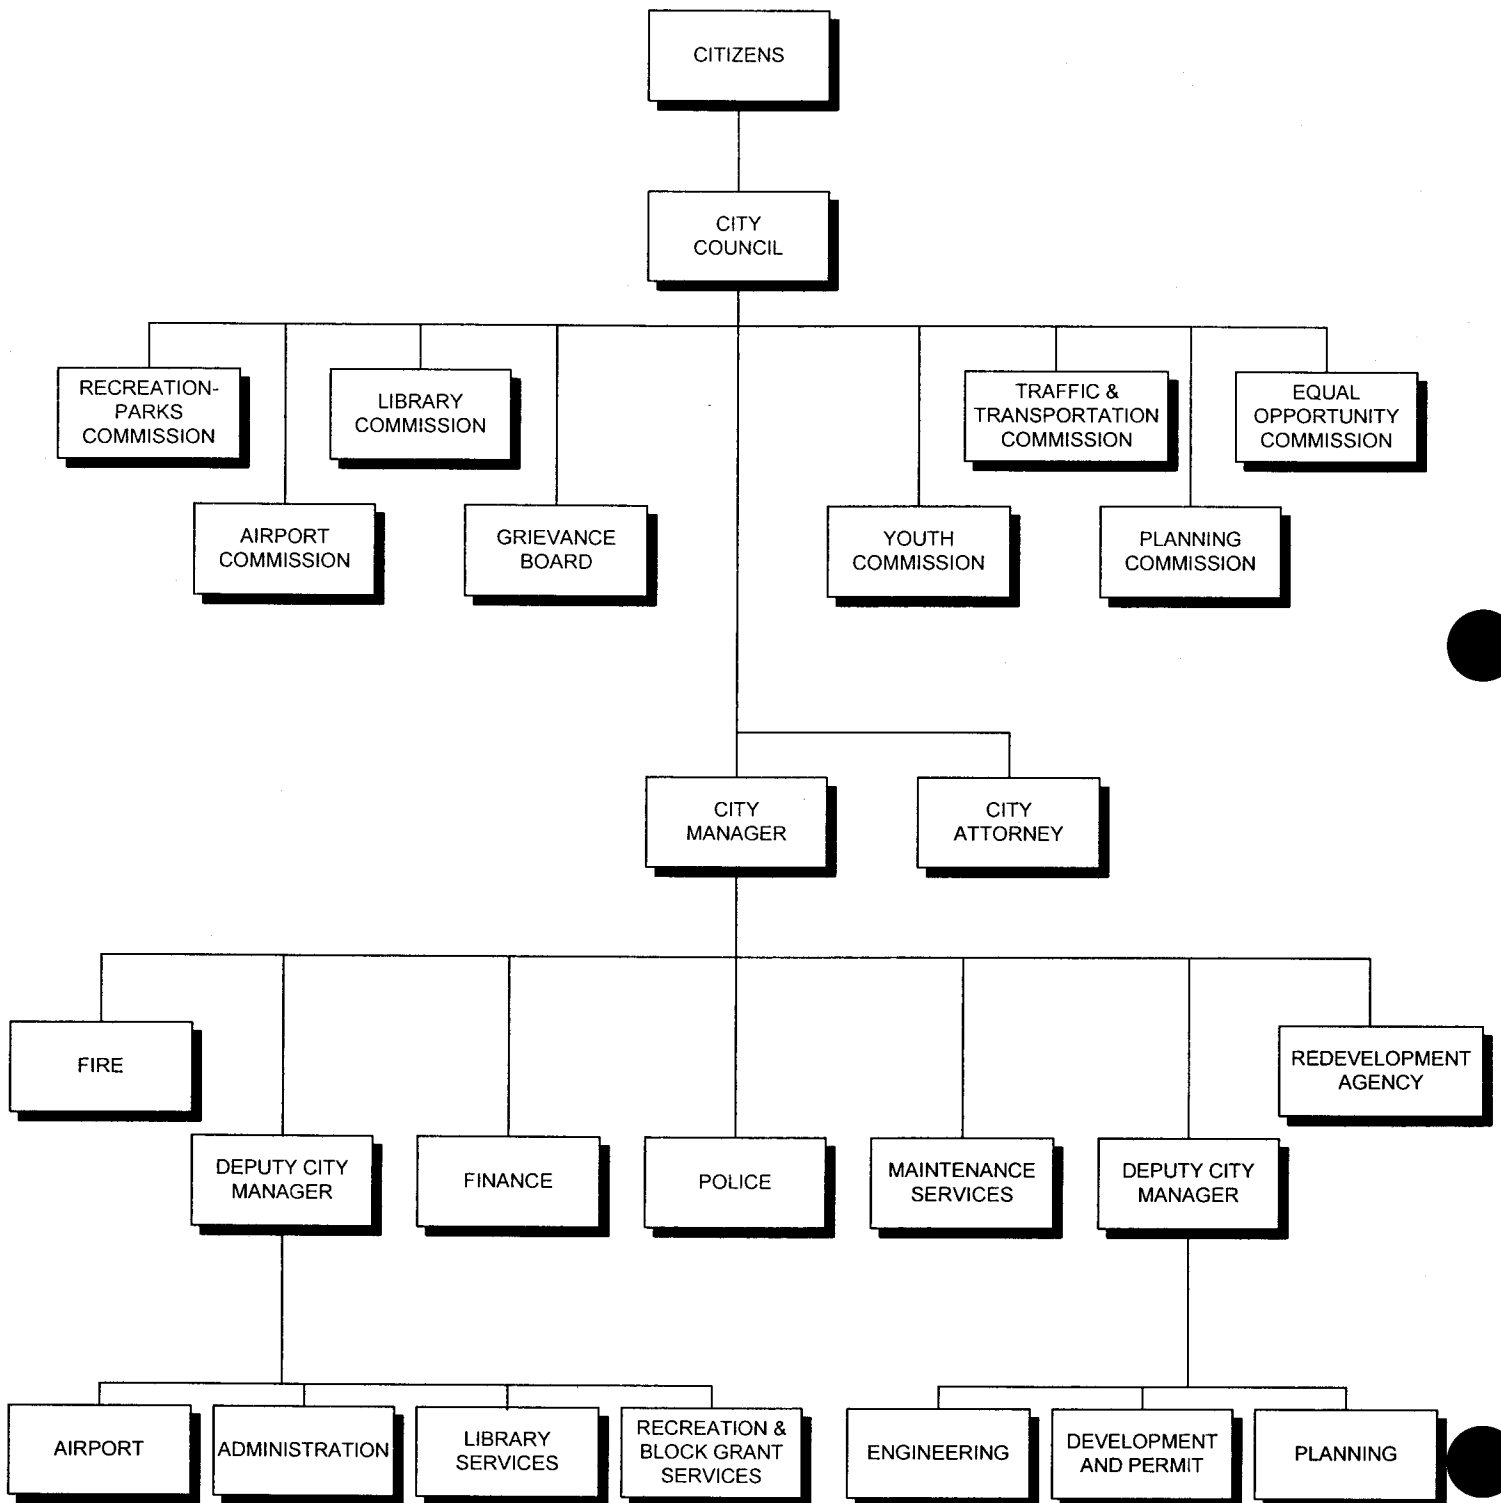 CITIZENS
CITY
COUNCIL
RECREATION-
PARKS
COMMISSION
LIBRARY
COMMISSION
TRAFFIC &
TRANSPORTATION
COMMISSION
EQUAL
OPPORTUNITY
COMMISSION
AIRPORT
COMMISSION
GRIEVANCE
BOARD
YOUTH
COMMISSION
PLANNING
COMMISSION
CITY
MANAGER
CITY
ATTORNEY
FIRE
REDEVELOPMENT
AGENCY
DEPUTY CITY
MANAGER
FINANCE
POLICE
MAINTENANCE
SERVICES
DEPUTY CITY
MANAGER
AIRPORT
ADMINISTRATION
LIBRARY
SERVICES
RECREATION &
BLOCK GRANT
SERVICES
ENGINEERING
DEVELOPMENT
AND PERMIT
PLANNING